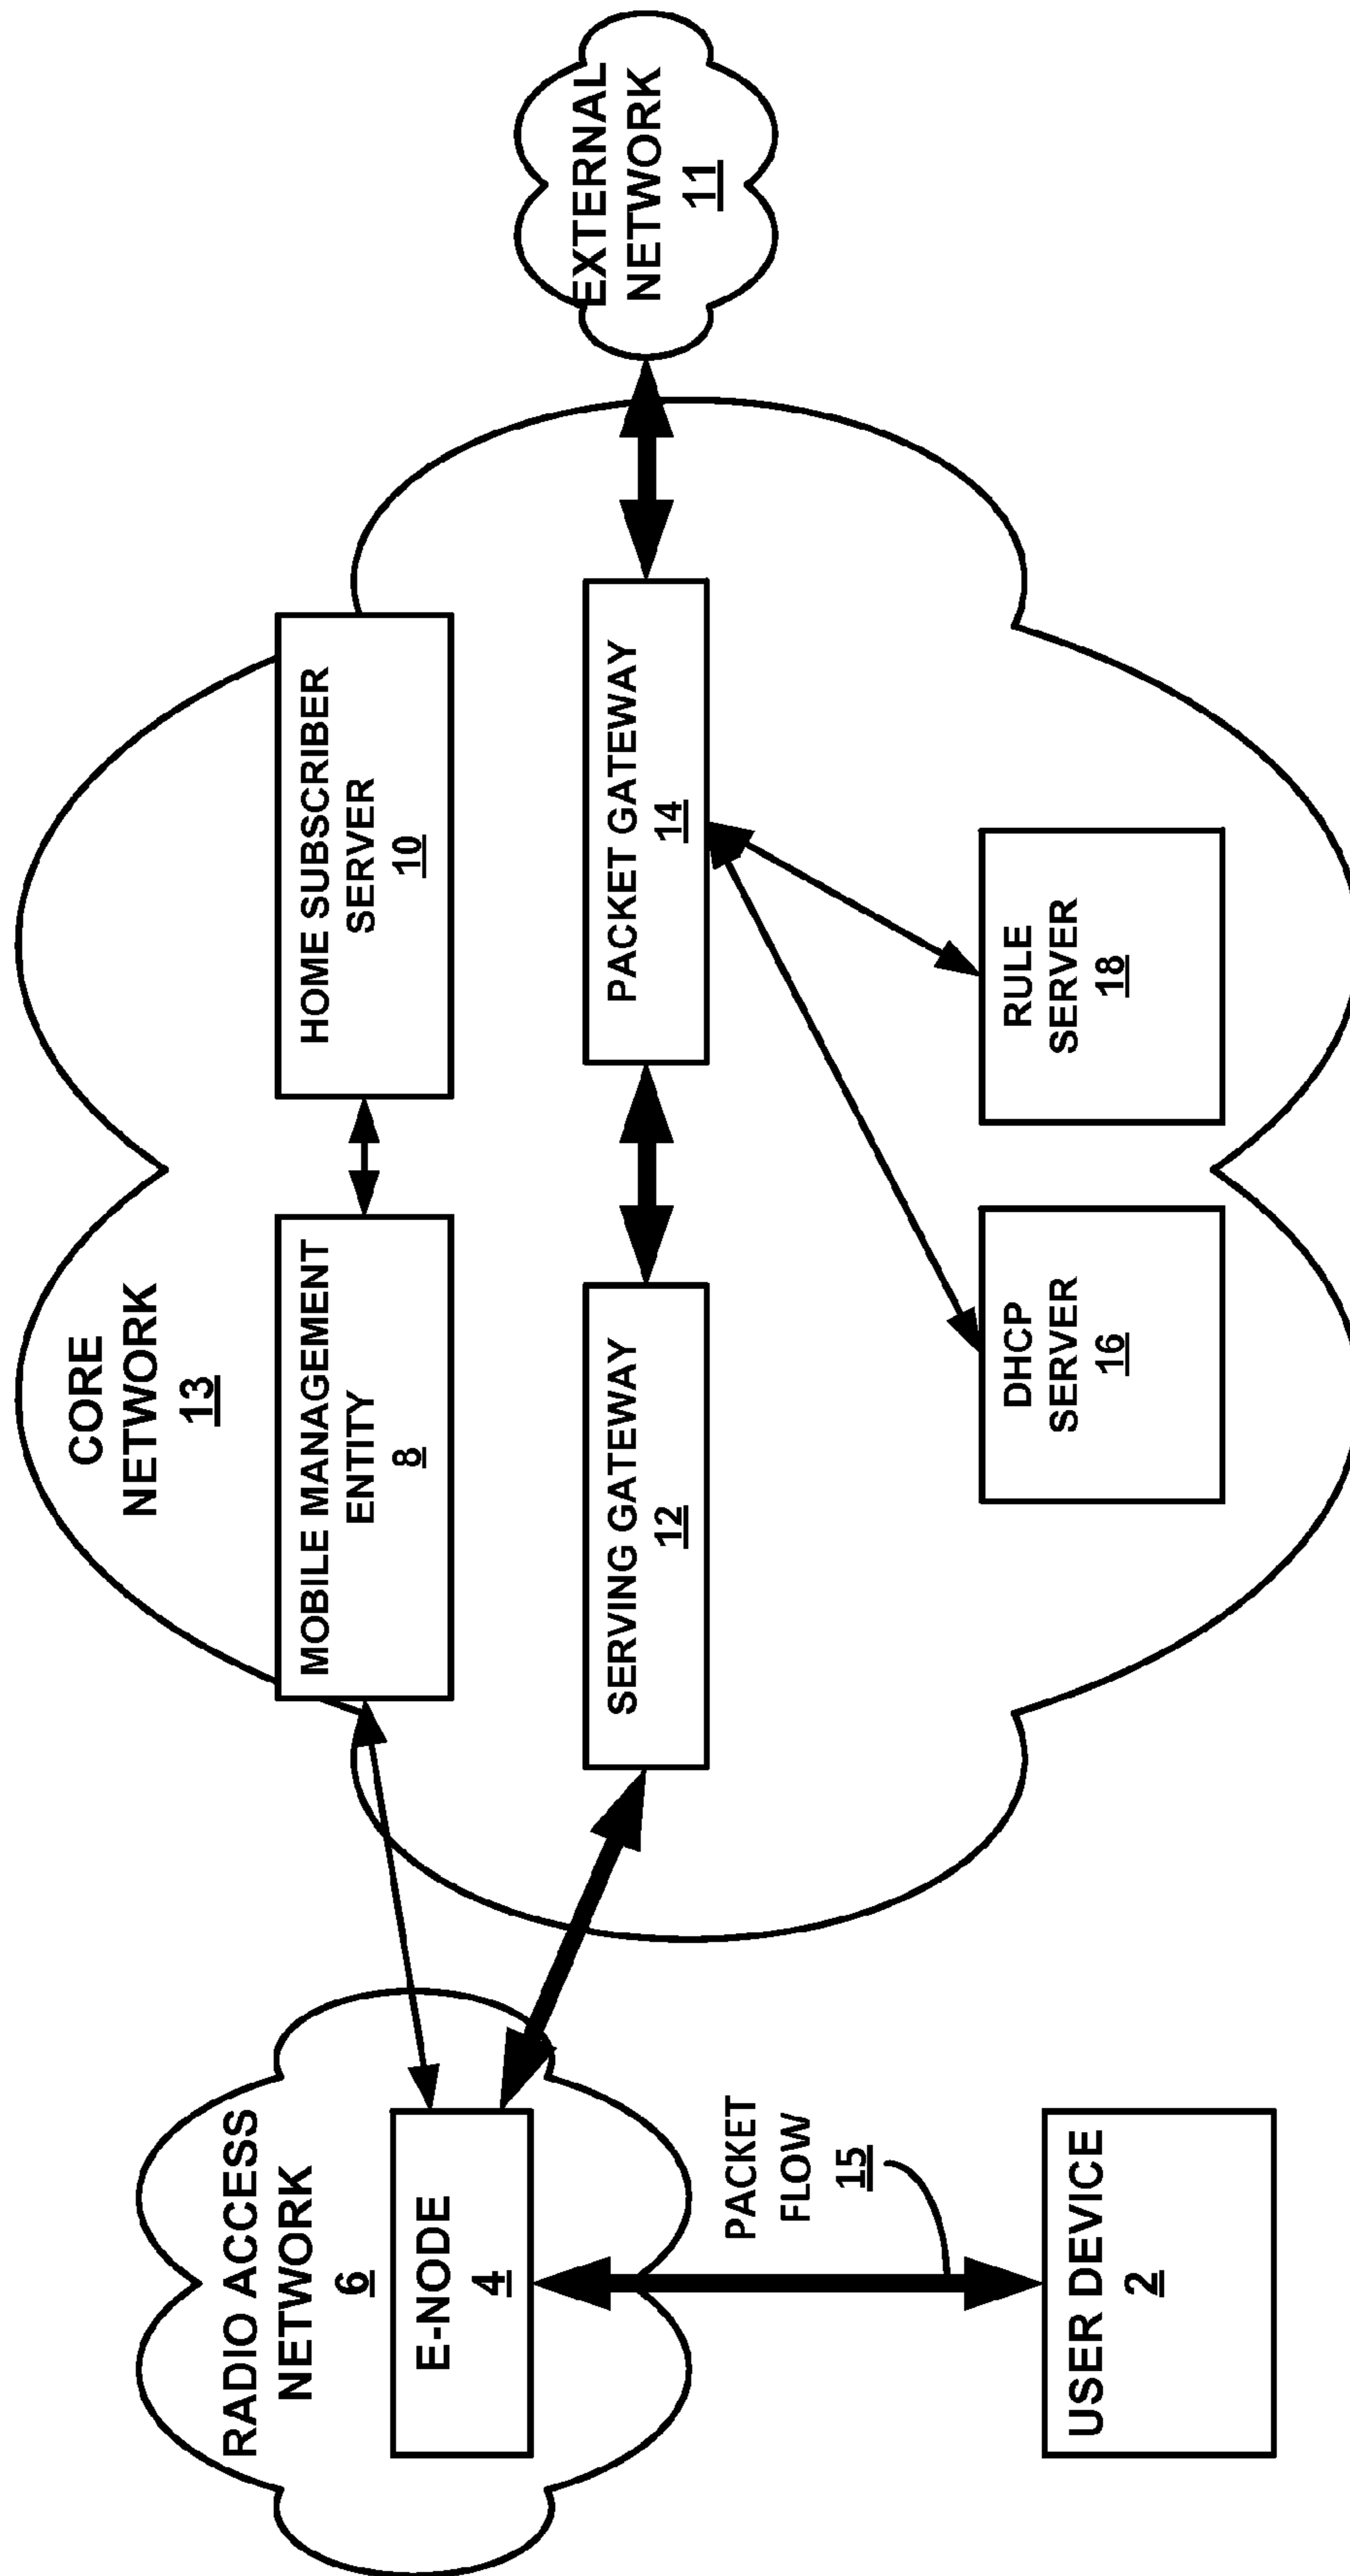 RADIO ACCESS
NETWORK
6
E-NODE
4
PACKET
FLOW
15
USER DEVICE
2
CORE
NETWORK
13
MOBILE MANAGEMENT
ENTITY
8
HOME SUBSCRIBER
SERVER
10
SERVING GATEWAY
12
PACKET GATEWAY
14
DHCP
SERVER
16
RULE
SERVER
18
EXTERNAL
NETWORK
11